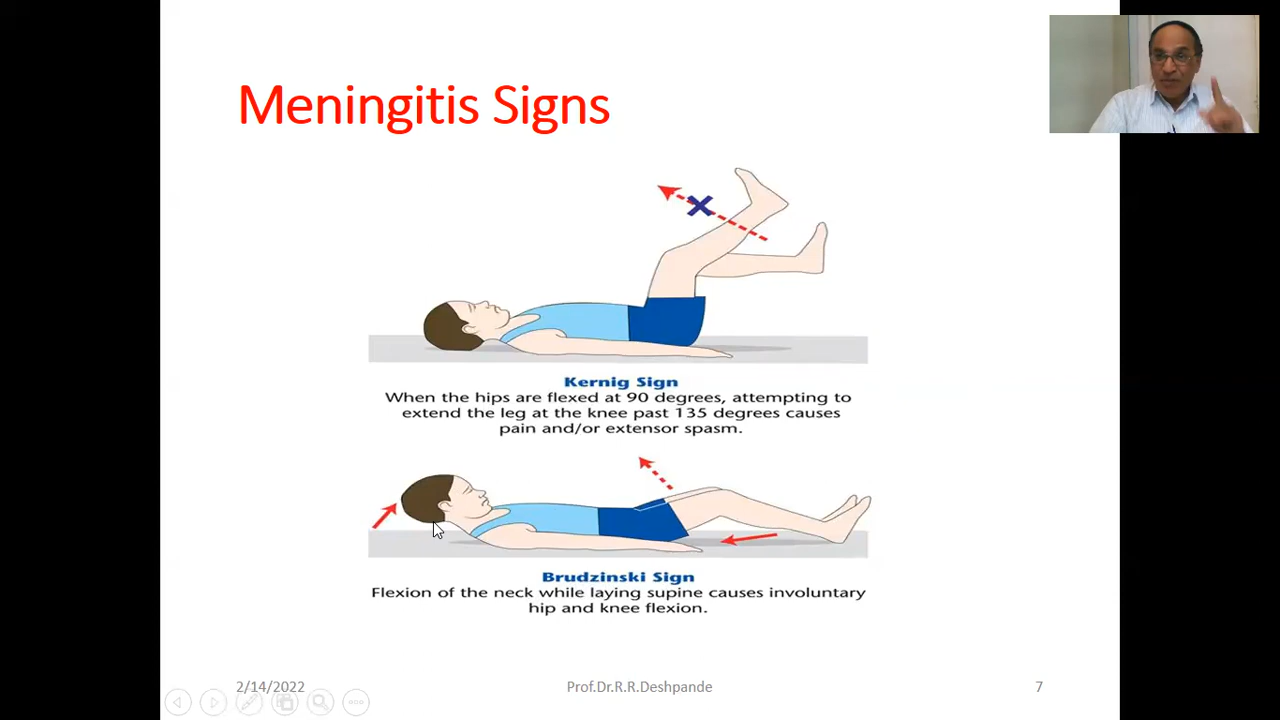 Meningitis Signs
Kernig Sign
When the hips are flexed at 90 degrees, attempting to
extend the leg at the knee past 135 degrees causes
pain and/or extensor spasm.
Brudzinski Sign
Flexion of the neck while laying supine causes involuntary
hip and knee flexion.
2/14/2022
Prof.Dr.R.R.Deshpande
7